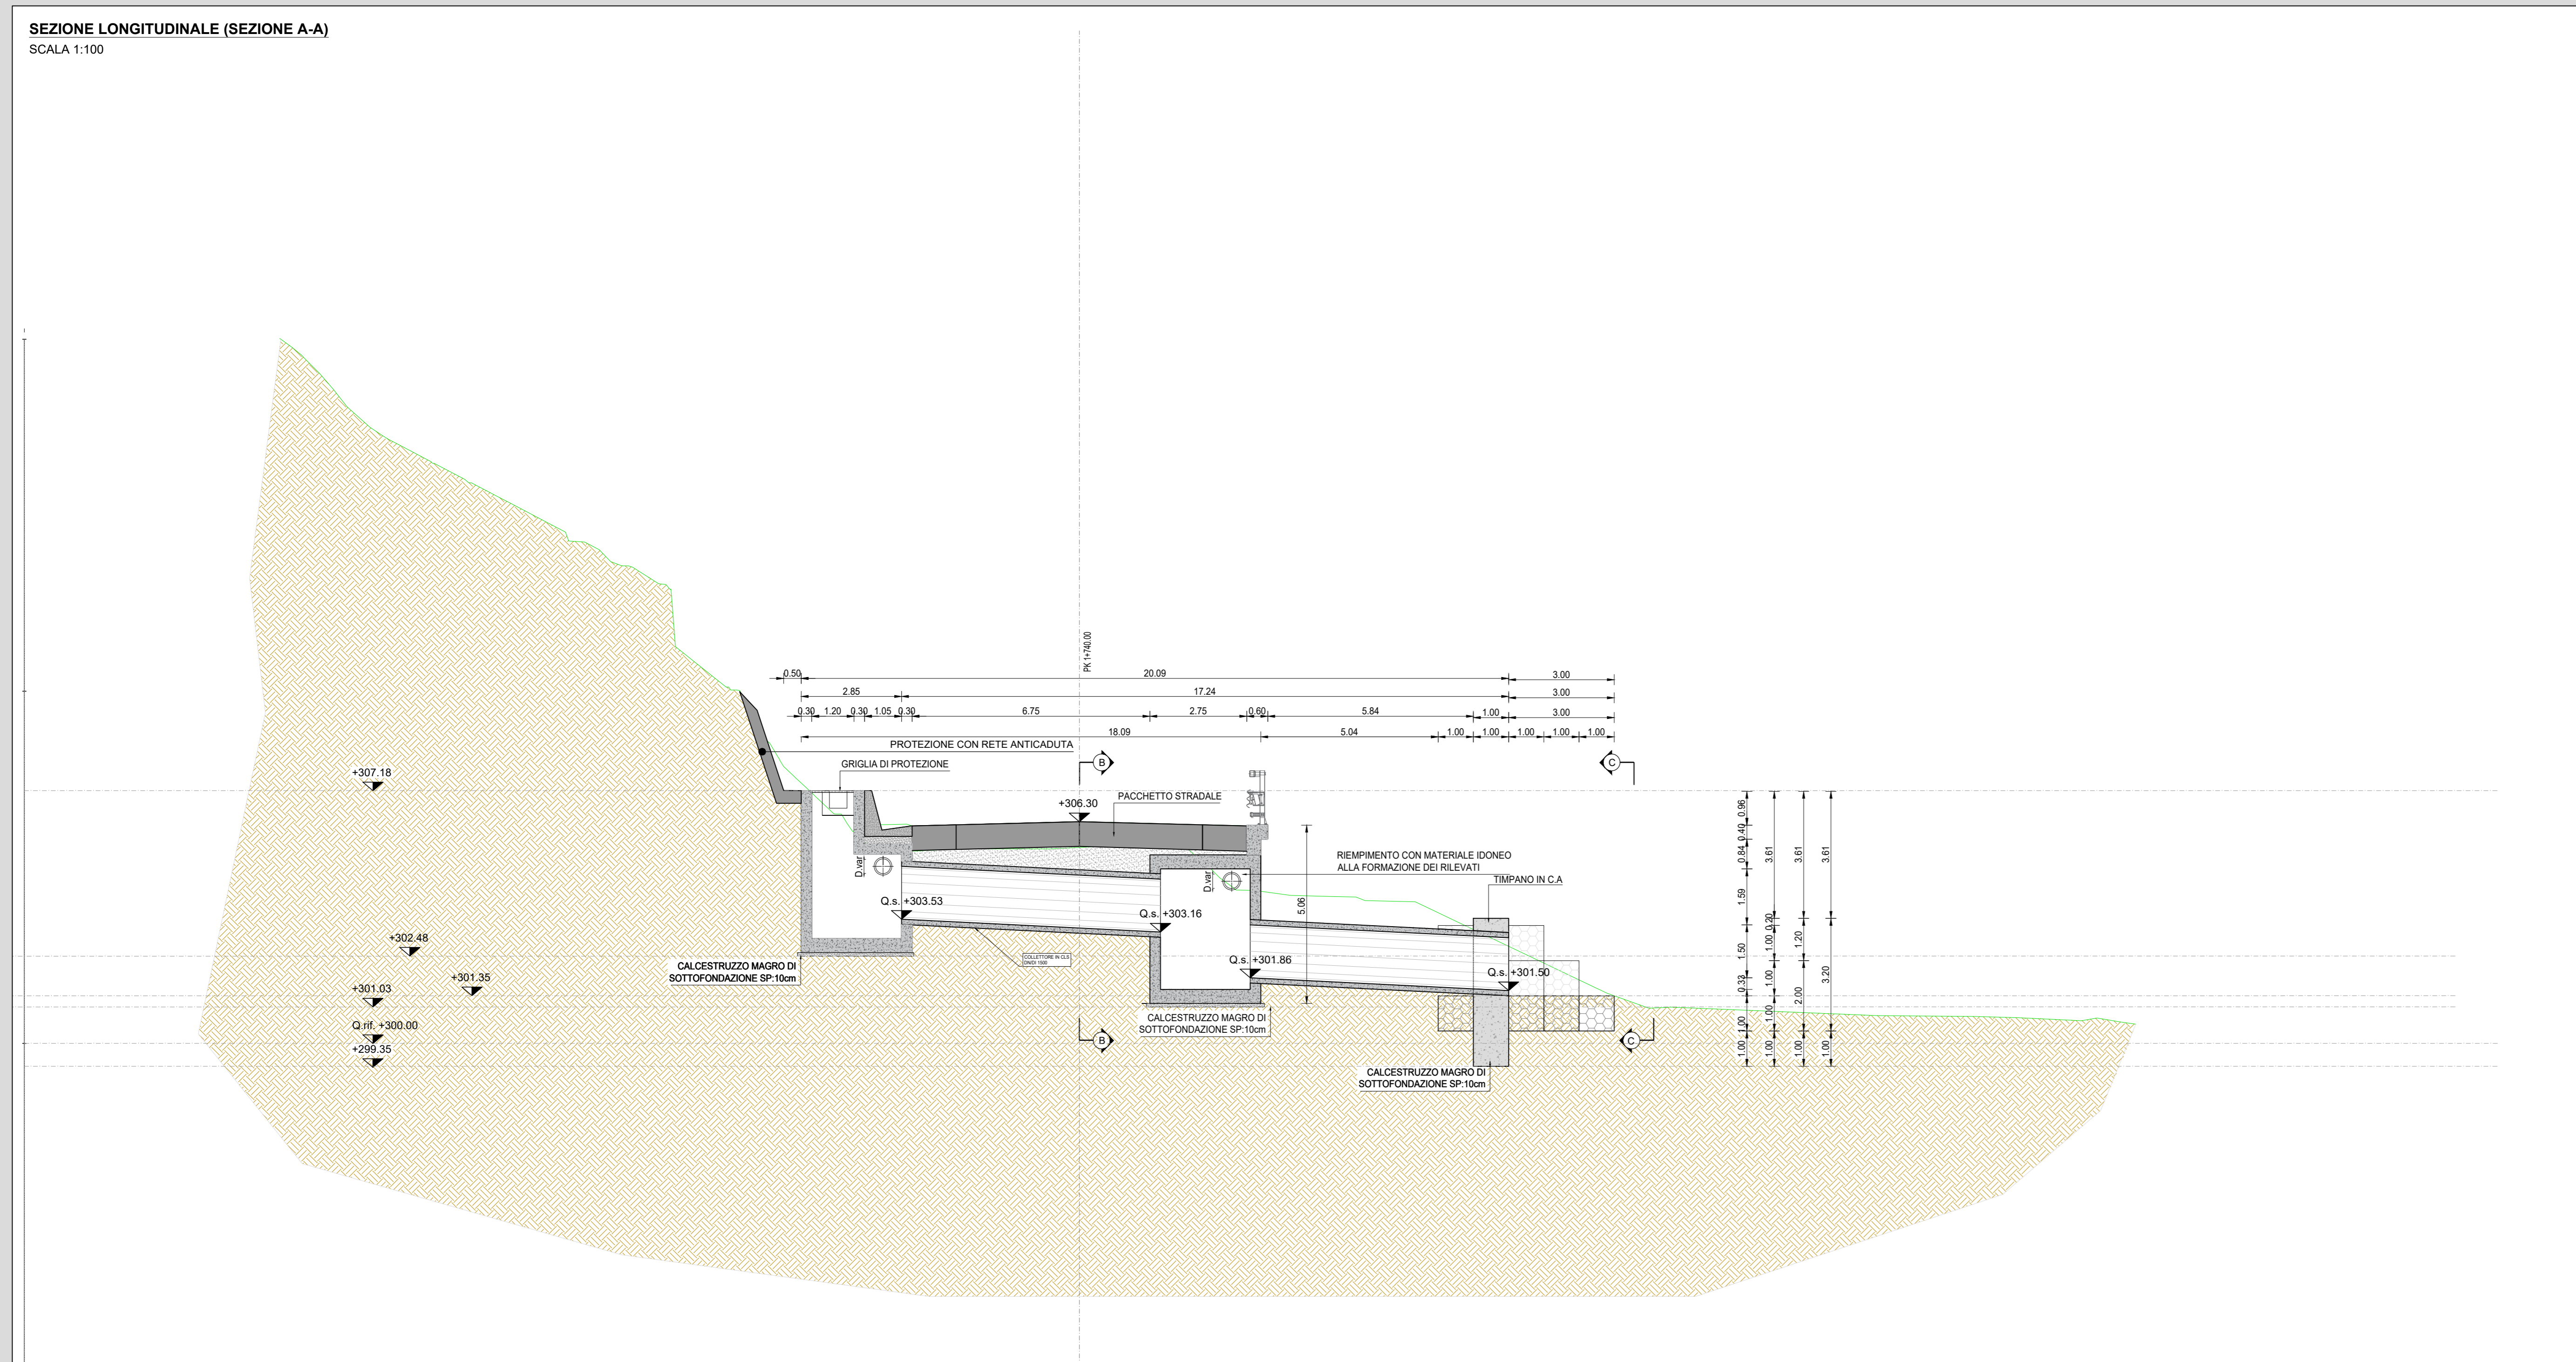 SEZIONE LONGITUDINALE (SEZIONE A-A)
SCALA 1:100
PK 1+740.00
0.50
20.09
3.00
2.85
17.24
3.00
0.30
1.20
0.30
1.05
0.30
6.75
2.75
0.60
5.84
1.00
3.00
18.09
5.04
1.00
1.00
1.00
1.00
1.00
PROTEZIONE CON RETE ANTICADUTA
GRIGLIA DI PROTEZIONE
B
C
+307.18
+306.30
PACCHETTO STRADALE
RIEMPIMENTO CON MATERIALE IDONEO
ALLA FORMAZIONE DEI RILEVATI
TIMPANO IN C.A
D.var
D.var
5.06
Q.s. +303.53
Q.s. +303.16
Q.s. +301.86
Q.s. +301.50
COLLETTORE IN CLS
DN/DI 1500
CALCESTRUZZO MAGRO DI
SOTTOFONDAZIONE SP:10cm
CALCESTRUZZO MAGRO DI
SOTTOFONDAZIONE SP:10cm
CALCESTRUZZO MAGRO DI
SOTTOFONDAZIONE SP:10cm
+302.48
+301.35
+301.03
Q.rif. +300.00
+299.35
B
C
0.96
0.40
0.84
1.59
1.50
0.33
1.00
1.00
3.61
0.20
1.00
1.00
1.00
1.00
3.61
1.20
2.00
1.00
3.61
3.20
1.00